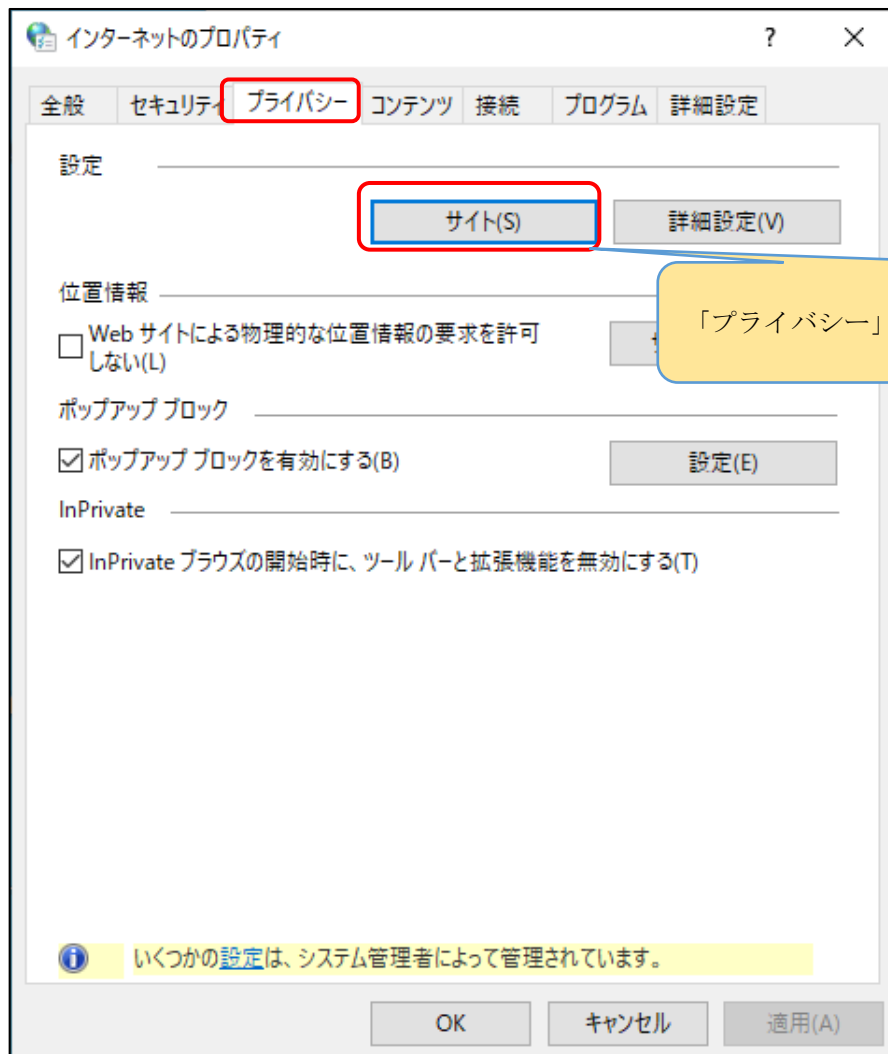 インターネットのプロパティ ? ×
全般 セキュリティ プライバシー コンテンツ 接続 プログラム 詳細設定
設定
サイト(S) 詳細設定(V)
「プライバシー」
位置情報
Web サイトによる物理的な位置情報の要求を許可
しない(L)
ポップアップ ブロック
ポップアップ ブロックを有効にする(B) 設定(E)
InPrivate
InPrivate ブラウズの開始時に、ツール バーと拡張機能を無効にする(T)
いくつかの設定は、システム管理者によって管理されています。
OK キャンセル 適用(A)